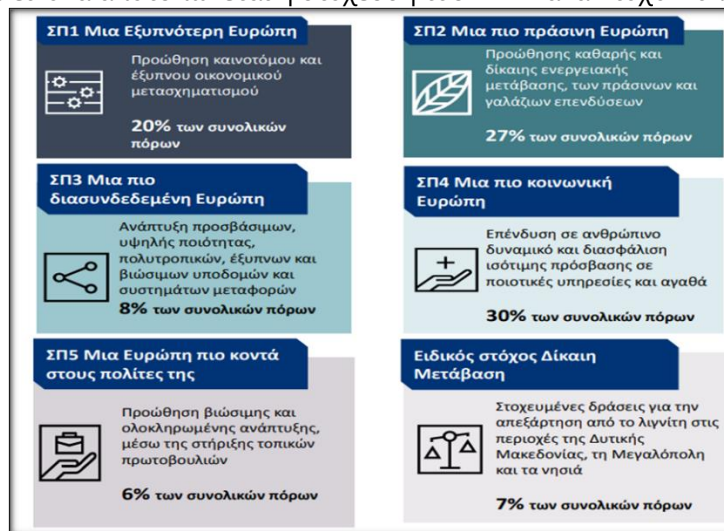 ΣΠ1 Μια Εξυπνότερη Ευρώπη
Προώθηση καινοτόμου και
έξυπνου οικονομικού
μετασχηματισμού
20% των συνολικών
πόρων
ΣΠ2 Μια πιο πράσινη Ευρώπη
Προώθησης καθαρής και
δίκαιης ενεργειακής
μετάβασης, των πράσινων και
γαλάζιων επενδύσεων
27% των συνολικών πόρων
ΣΠ3 Μια πιο
διασυνδεδεμένη Ευρώπη
Ανάπτυξη προσβάσιμων,
υψηλής ποιότητας,
πολυτροπικών, έξυπνων και
βιώσιμων υποδομών και
συστημάτων μεταφορών
8% των συνολικών πόρων
ΣΠ4 Μια πιο κοινωνική
Ευρώπη
Επένδυση σε ανθρώπινο
δυναμικό και διασφάλιση
ισότιμης πρόσβασης σε
ποιοτικές υπηρεσίες και αγαθά
30% των συνολικών πόρων
ΣΠ5 Μια Ευρώπη πιο κοντά
στους πολίτες της
Προώθηση βιώσιμης και
ολοκληρωμένης ανάπτυξης,
μέσω της στήριξης τοπικών
πρωτοβουλιών
6% των συνολικών πόρων
Ειδικός στόχος Δίκαιη
Μετάβαση
Στοχευμένες δράσεις για την
απεξάρτηση από το λιγνίτη στις
περιοχές της Δυτικής
Μακεδονίας, τη Μεγαλόπολη
και τα νησιά
7% των συνολικών πόρων